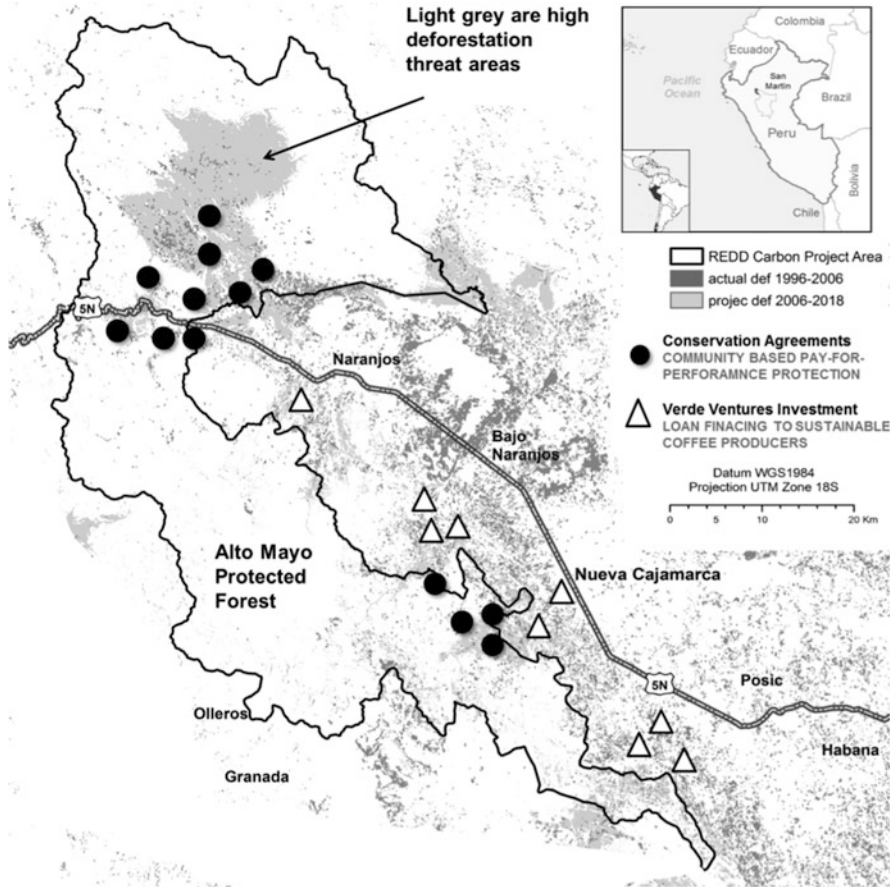 Light grey are high
deforestation
threat areas
Colombia
Ecuador
Pacific
Ocean
San
Martin
Brazil
Peru
Bolivia
Chile
REDD Carbon Project Area
actual def 1996-2006
projec def 2006-2018
Conservation Agreements
COMMUNITY BASED PAY-FOR-
PERFORAMNCE PROTECTION
Verde Ventures Investment
LOAN FINACING TO SUSTAINABLE
COFFEE PRODUCERS
Datum WGS1984
Projection UTM Zone 18S
0 5 10 20 Km
5N
Naranjos
Bajo
Naranjos
Alto Mayo
Protected
Forest
Nueva Cajamarca
5N
Posic
Olleros
Habana
Granada